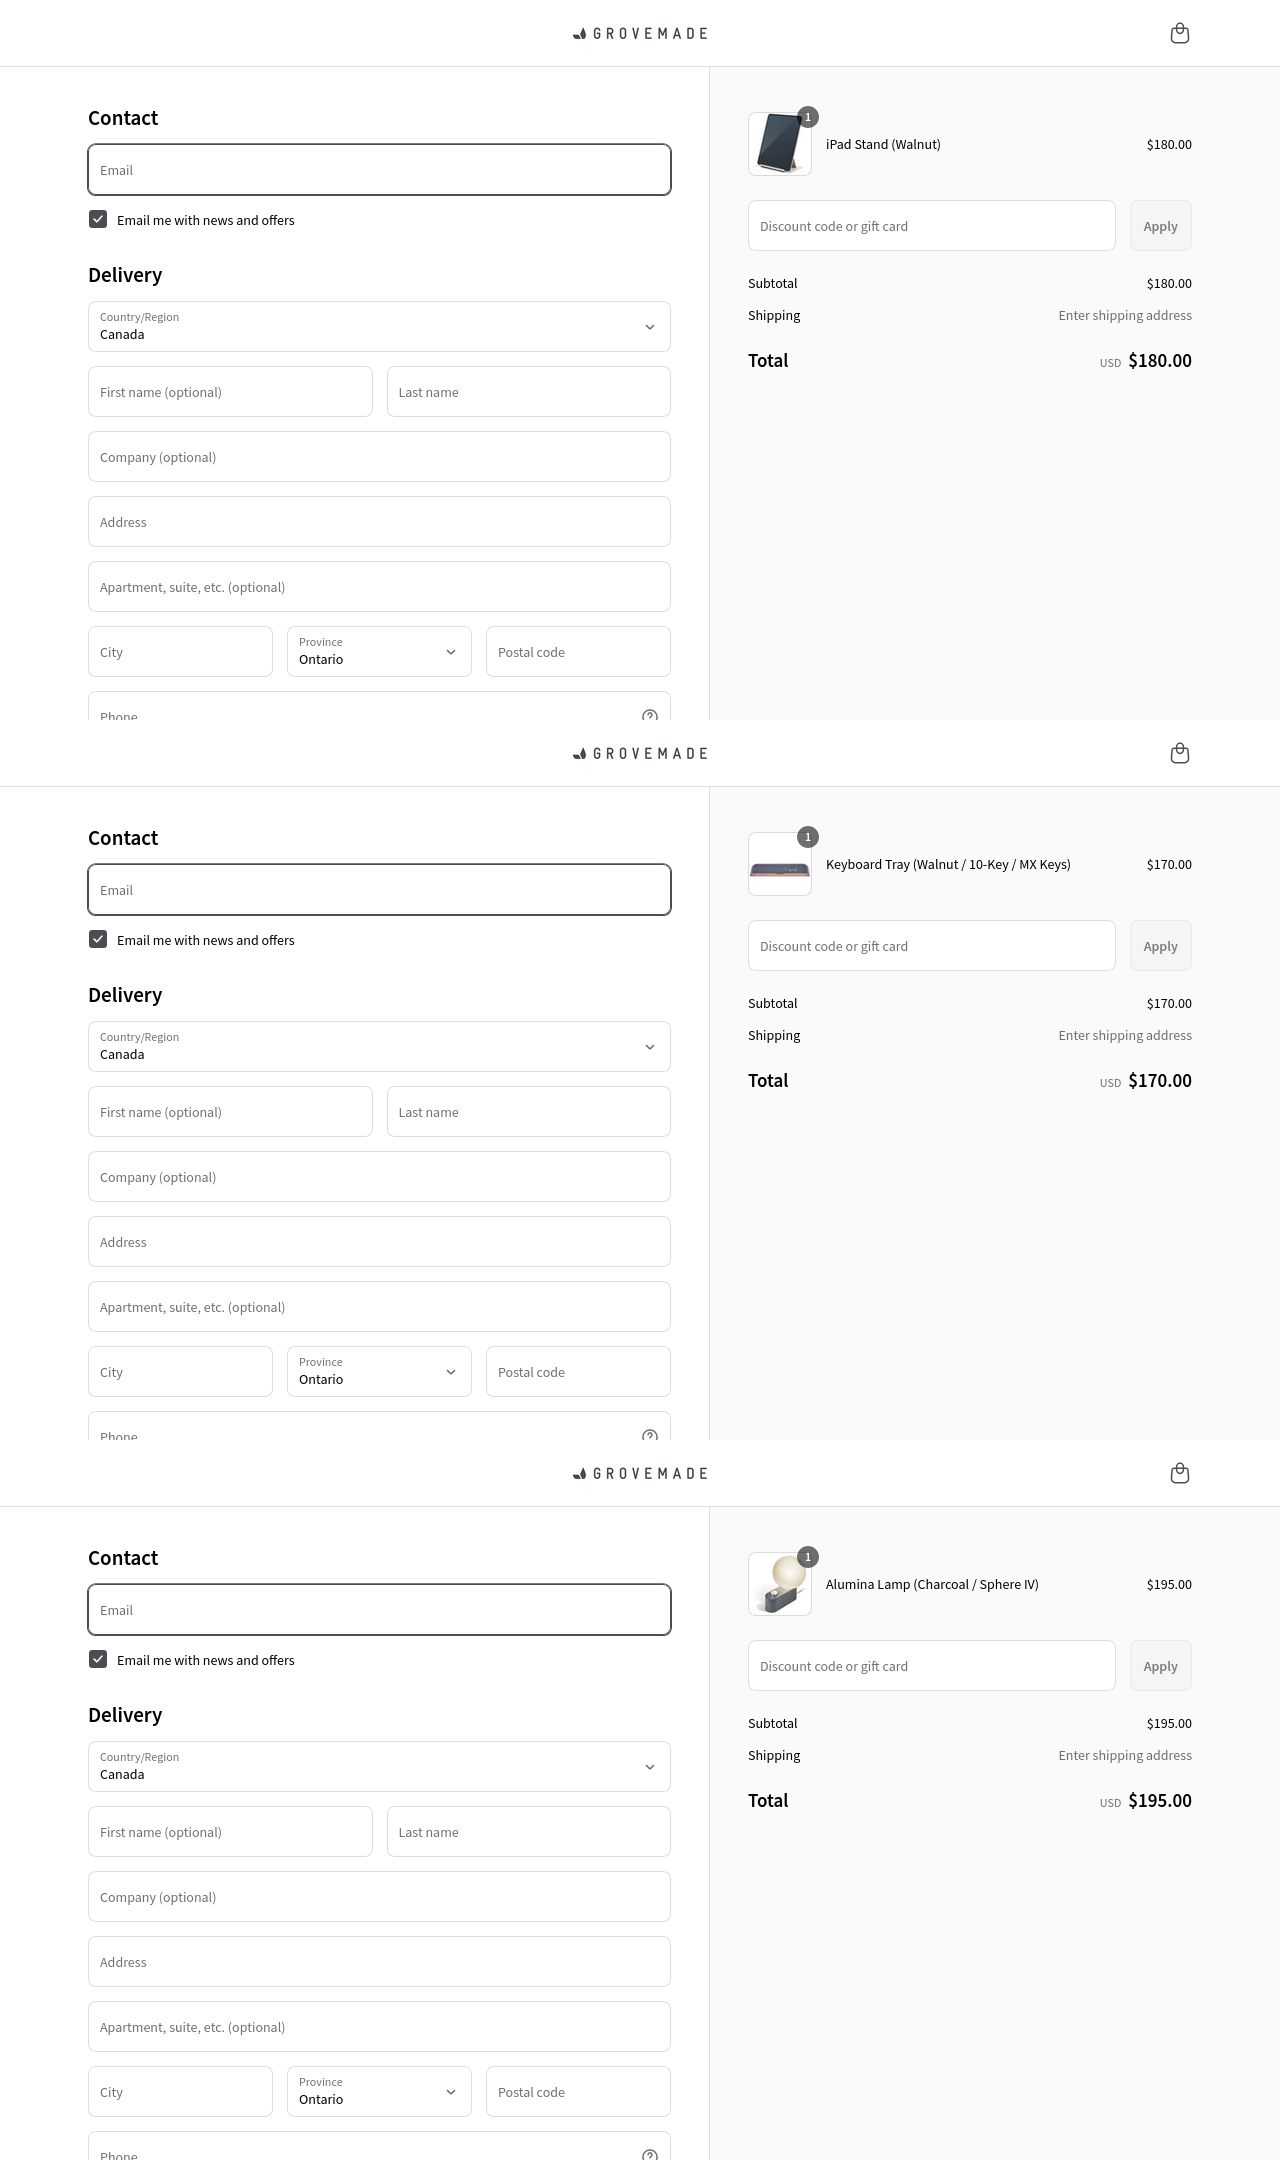 GROVEMADE
Contact
Email
Email me with news and offers
Delivery
Country/Region
Canada
First name (optional)
Last name
Company (optional)
Address
Apartment, suite, etc. (optional)
City
Province
Ontario
Postal code
Phone
1
iPad Stand (Walnut)
$180.00
Discount code or gift card
Apply
Subtotal
$180.00
Shipping
Enter shipping address
Total
USD $180.00
GROVEMADE
Contact
Email
Email me with news and offers
Delivery
Country/Region
Canada
First name (optional)
Last name
Company (optional)
Address
Apartment, suite, etc. (optional)
City
Province
Ontario
Postal code
Phone
1
Keyboard Tray (Walnut / 10-Key / MX Keys)
$170.00
Discount code or gift card
Apply
Subtotal
$170.00
Shipping
Enter shipping address
Total
USD $170.00
GROVEMADE
Contact
Email
Email me with news and offers
Delivery
Country/Region
Canada
First name (optional)
Last name
Company (optional)
Address
Apartment, suite, etc. (optional)
City
Province
Ontario
Postal code
Phone
1
Alumina Lamp (Charcoal / Sphere IV)
$195.00
Discount code or gift card
Apply
Subtotal
$195.00
Shipping
Enter shipping address
Total
USD $195.00